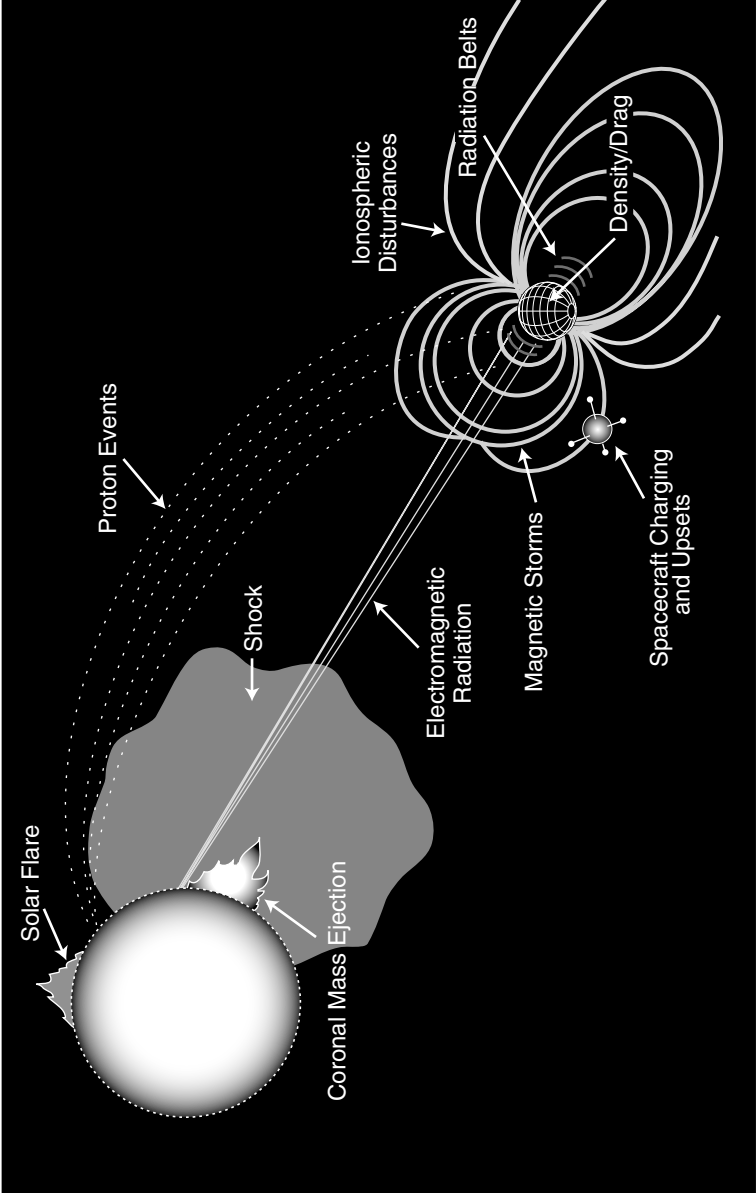 Solar Flare
Proton Events
Shock
Coronal Mass Ejection
Ionospheric
Disturbances
Radiation Belts
Density/Drag
Electromagnetic
Radiation
Magnetic Storms
Spacecraft Charging
and Upsets